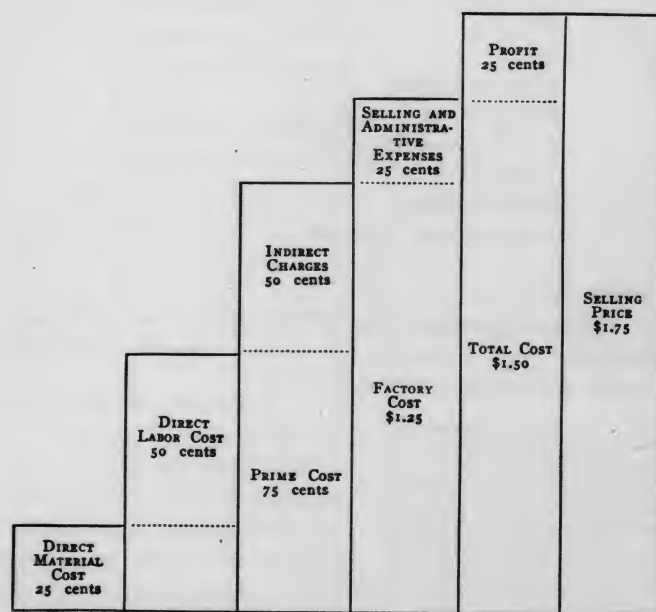 DIRECT
MATERIAL
COST
25 cents
DIRECT
LABOR COST
50 cents
INDIRECT
CHARGES
50 cents
PRIME COST
75 cents
SELLING AND
ADMINISTRA-
TIVE
EXPENSES
25 cents
FACTORY
COST
$1.25
PROFIT
25 cents
TOTAL COST
$1.50
SELLING
PRICE
$1.75